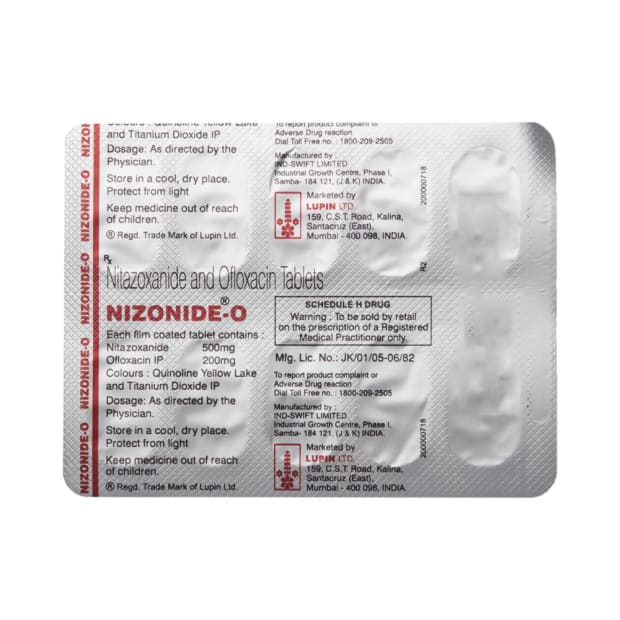 Colours : Quinoline Yellow Lake
and Titanium Dioxide IP
Dosage: As directed by the
Physician.
Store in a cool, dry place.
Protect from light
Keep medicine out of reach
of children.
® Regd. Trade Mark of Lupin Ltd.
To report product complaint or
Adverse Drug reaction
Dial Toll Free no. : 1800-209-2505
Manufactured by :
IND-SWIFT LIMITED
Industrial Growth Centre, Phase I,
Samba- 184 121, (J & K) INDIA.
Marketed by
LUPIN LTD.
159, C.S.T. Road, Kalina,
Santacruz (East),
Mumbai - 400 098, INDIA.
200000718
R2
Rx
Nitazoxanide and Ofloxacin Tablets
NIZONIDE®-O
Each film coated tablet contains :
Nitazoxanide 500mg
Ofloxacin IP 200mg
Colours : Quinoline Yellow Lake
and Titanium Dioxide IP
Dosage: As directed by the
Physician.
Store in a cool, dry place.
Protect from light
Keep medicine out of reach
of children.
® Regd. Trade Mark of Lupin Ltd.
SCHEDULE H DRUG
Warning : To be sold by retail
on the prescription of a Registered
Medical Practitioner only.
Mfg. Lic. No.: JK/01/05-06/82
To report product complaint or
Adverse Drug reaction
Dial Toll Free no. : 1800-209-2505
Manufactured by :
IND-SWIFT LIMITED
Industrial Growth Centre, Phase I,
Samba- 184 121, (J & K) INDIA.
Marketed by
LUPIN LTD.
159, C.S.T. Road, Kalina,
Santacruz (East),
Mumbai - 400 098, INDIA.
200000718
NIZONIDE-O NIZONIDE-O NIZONIDE-O NIZO